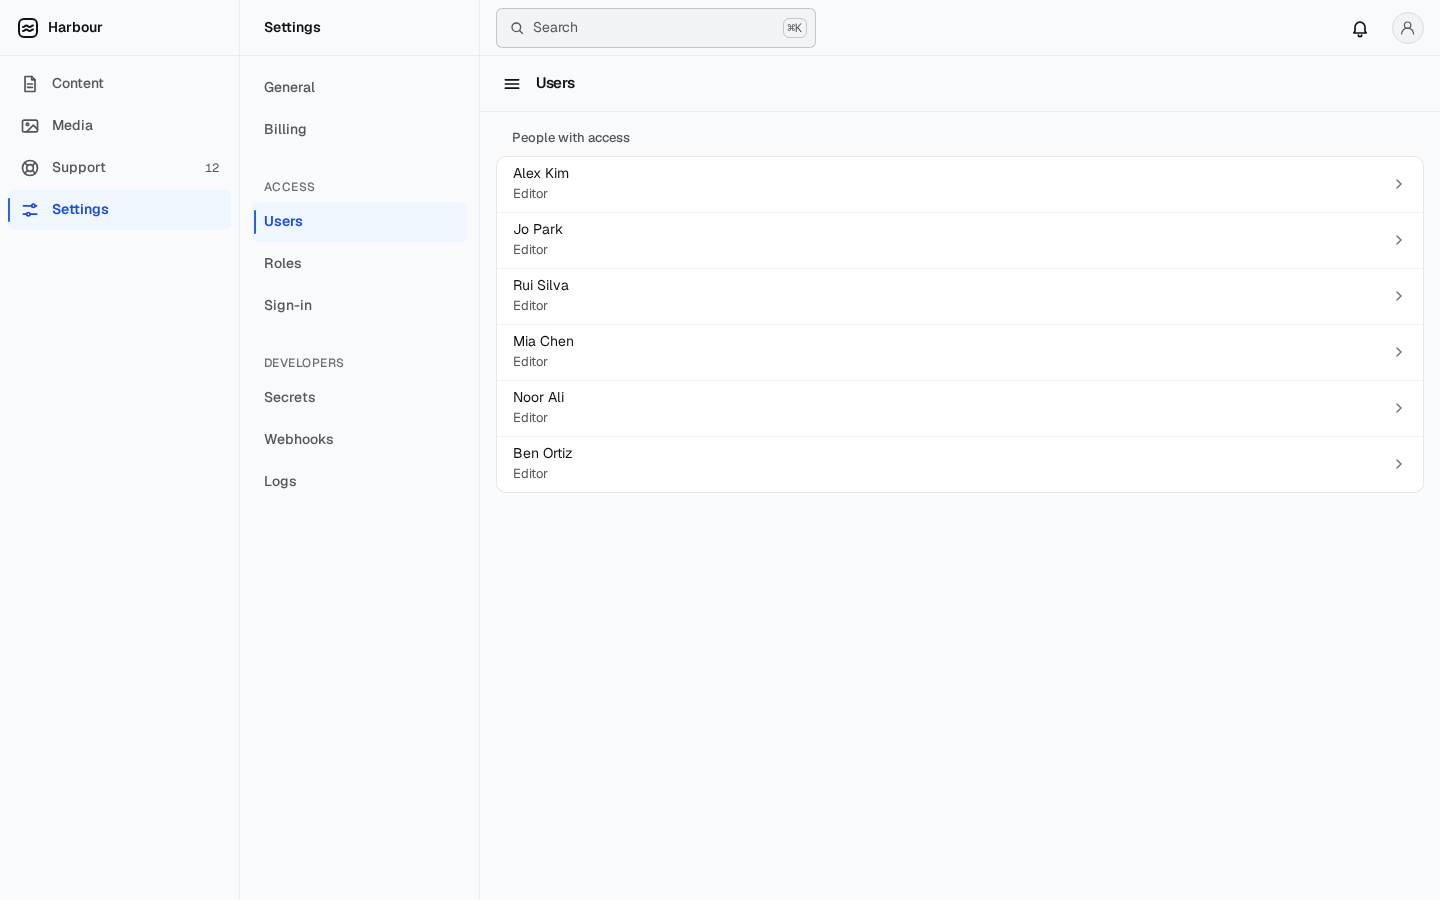 Harbour
Content
Media
Support 12
Settings
Settings
General
Billing
ACCESS
Users
Roles
Sign-in
DEVELOPERS
Secrets
Webhooks
Logs
Search ⌘K
Users
People with access
Alex Kim
Editor
Jo Park
Editor
Rui Silva
Editor
Mia Chen
Editor
Noor Ali
Editor
Ben Ortiz
Editor